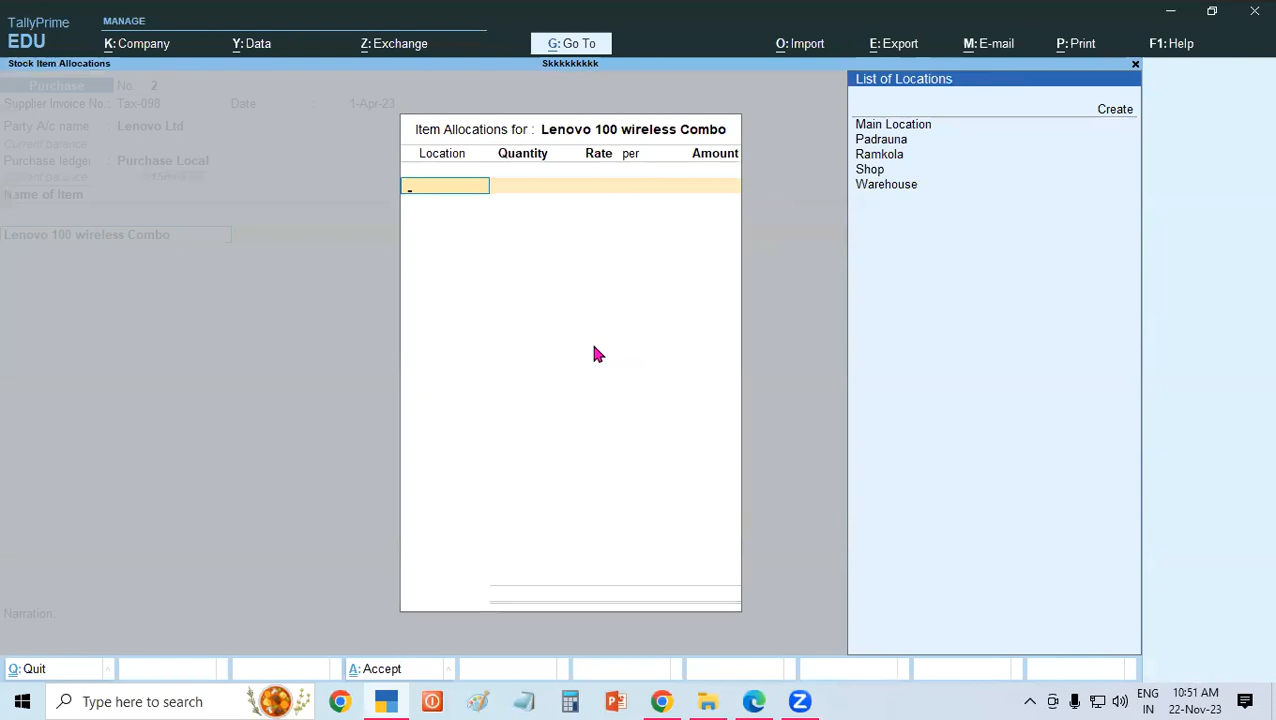 TallyPrime
EDU
MANAGE
K: Company
Y: Data
Z: Exchange
G: Go To
O: Import
E: Export
M: E-mail
P: Print
F1: Help
Stock Item Allocations
Skkkkkkkkk
Purchase No. 2
Supplier Invoice No.: Tax-098 Date : 1-Apr-23
Party A/c name Lenovo Ltd
Current balance
Purchase ledger : Purchase Local
Current balance
Name of Item
Lenovo 100 wireless Combo
Narration:
Item Allocations for : Lenovo 100 wireless Combo
Location Quantity Rate per Amount
List of Locations
Create
Main Location
Padrauna
Ramkola
Shop
Warehouse
Q: Quit
A: Accept
Type here to search
ENG
IN
10:51 AM
22-Nov-23